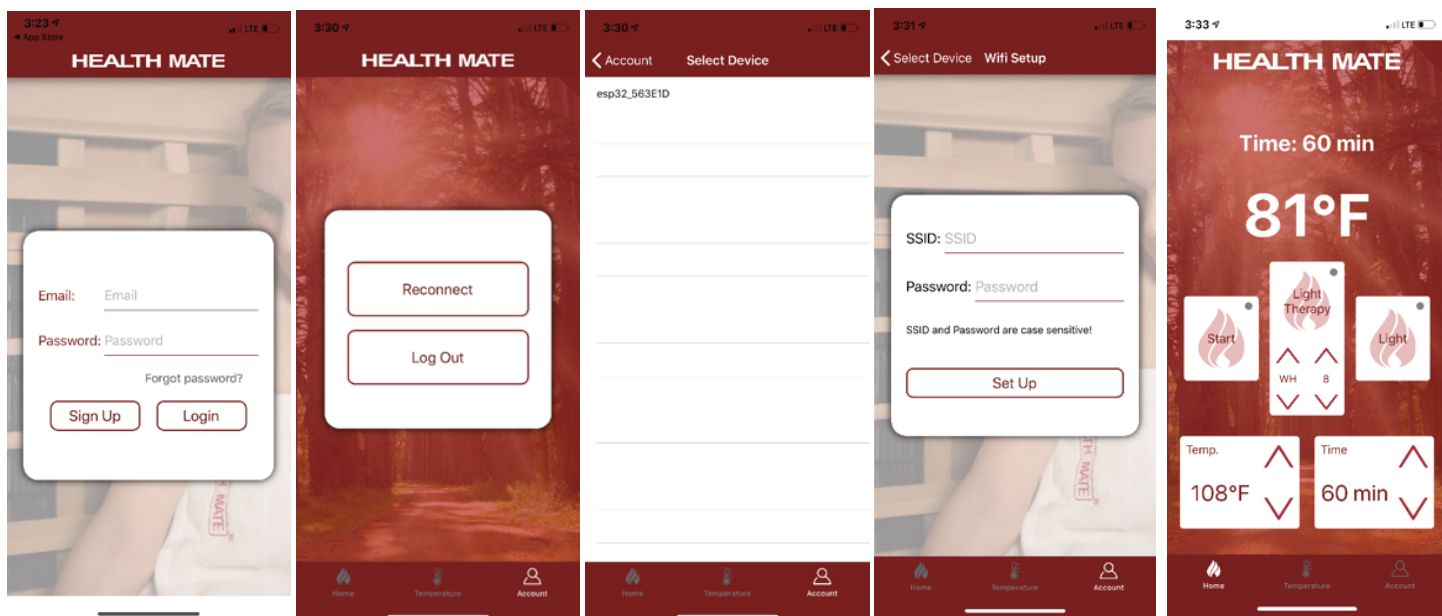 3:23
App Store
LTE
HEALTH MATE
Email: Email
Password: Password
Forgot password?
Sign Up Login
HEALTH MATE
3:30
LTE
HEALTH MATE
Reconnect
Log Out
Home Temperature Account
3:30
LTE
Account Select Device
esp32_563E1D
Home Temperature Account
3:31
LTE
Select Device Wifi Setup
SSID: SSID
Password: Password
SSID and Password are case sensitive!
Set Up
HEALTH MATE
Home Temperature Account
3:33
LTE
HEALTH MATE
Time: 60 min
81°F
Start
Light
Therapy
WH 8
Light
Temp.
108°F
Time
60 min
Home Temperature Account